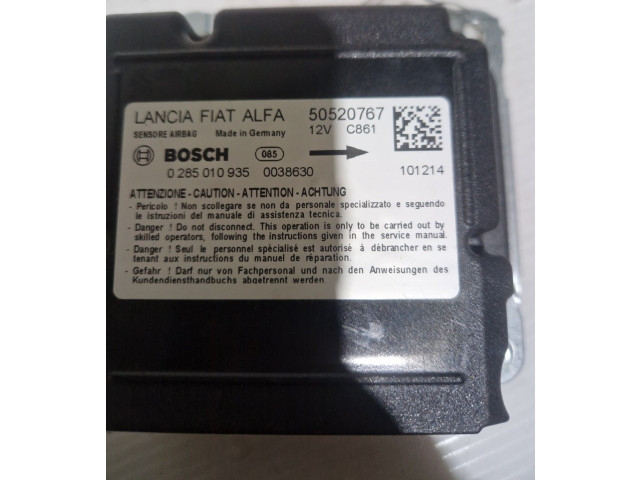 LANCIA FIAT ALFA 50520767
SENSORE AIRBAG Made in Germany 12V C861
BOSCH 085
0 285 010 935 0038630 101214
ATTENZIONE - CAUTION - ATTENTION - ACHTUNG
- Pericolo ! Non scollegare se non da personale specializzato e seguendo
le istruzioni del manuale di assistenza tecnica.
- Danger ! Do not disconnect. This operation is only to be carried out by
skilled operators, following the instructions given in the service manual.
- Danger ! Seul le personnel spécialisé est autorisé à débrancher en se
tenant aux instructions du manuel de réparation.
- Gefahr ! Darf nur von Fachpersonal und nach den Anweisungen des
Kundendiensthandbuchs abgetrennt werden.